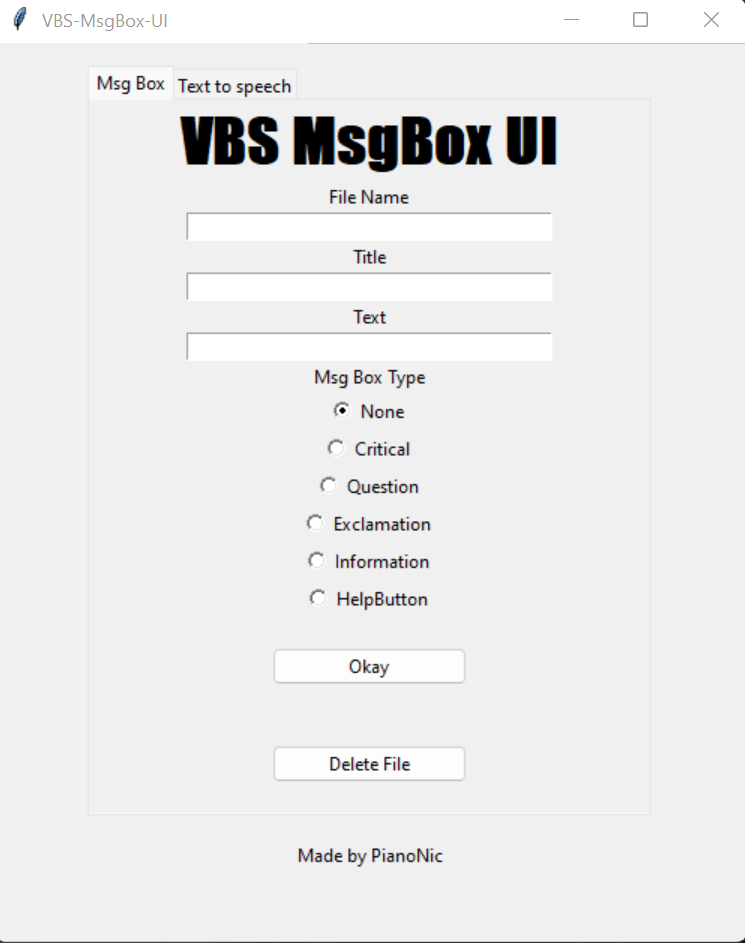 VBS-MsgBox-UI
Msg Box Text to speech
VBS MsgBox UI
File Name
Title
Text
Msg Box Type
None
Critical
Question
Exclamation
Information
HelpButton
Okay
Delete File
Made by PianoNic